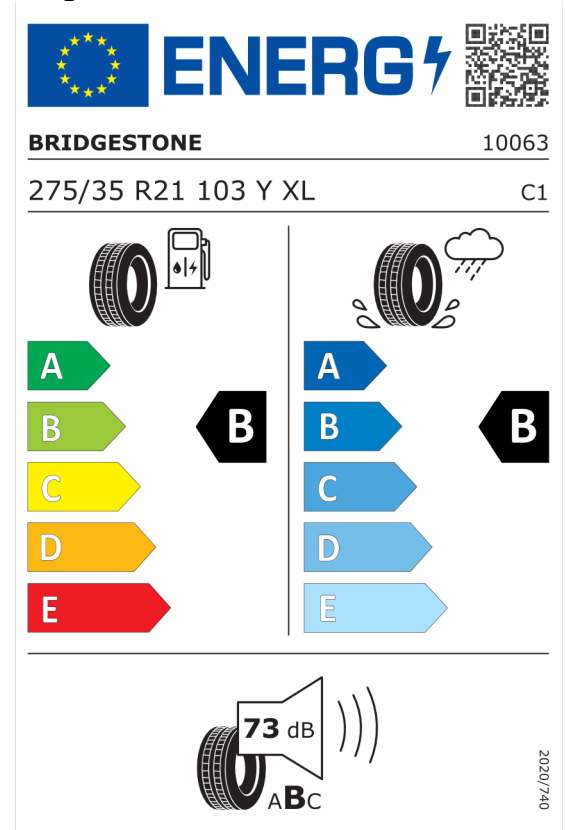 ENERG
BRIDGESTONE 10063
275/35 R21 103 Y XL C1
A A
B B B B
C C
D D
E E
73 dB
ABC
2020/740